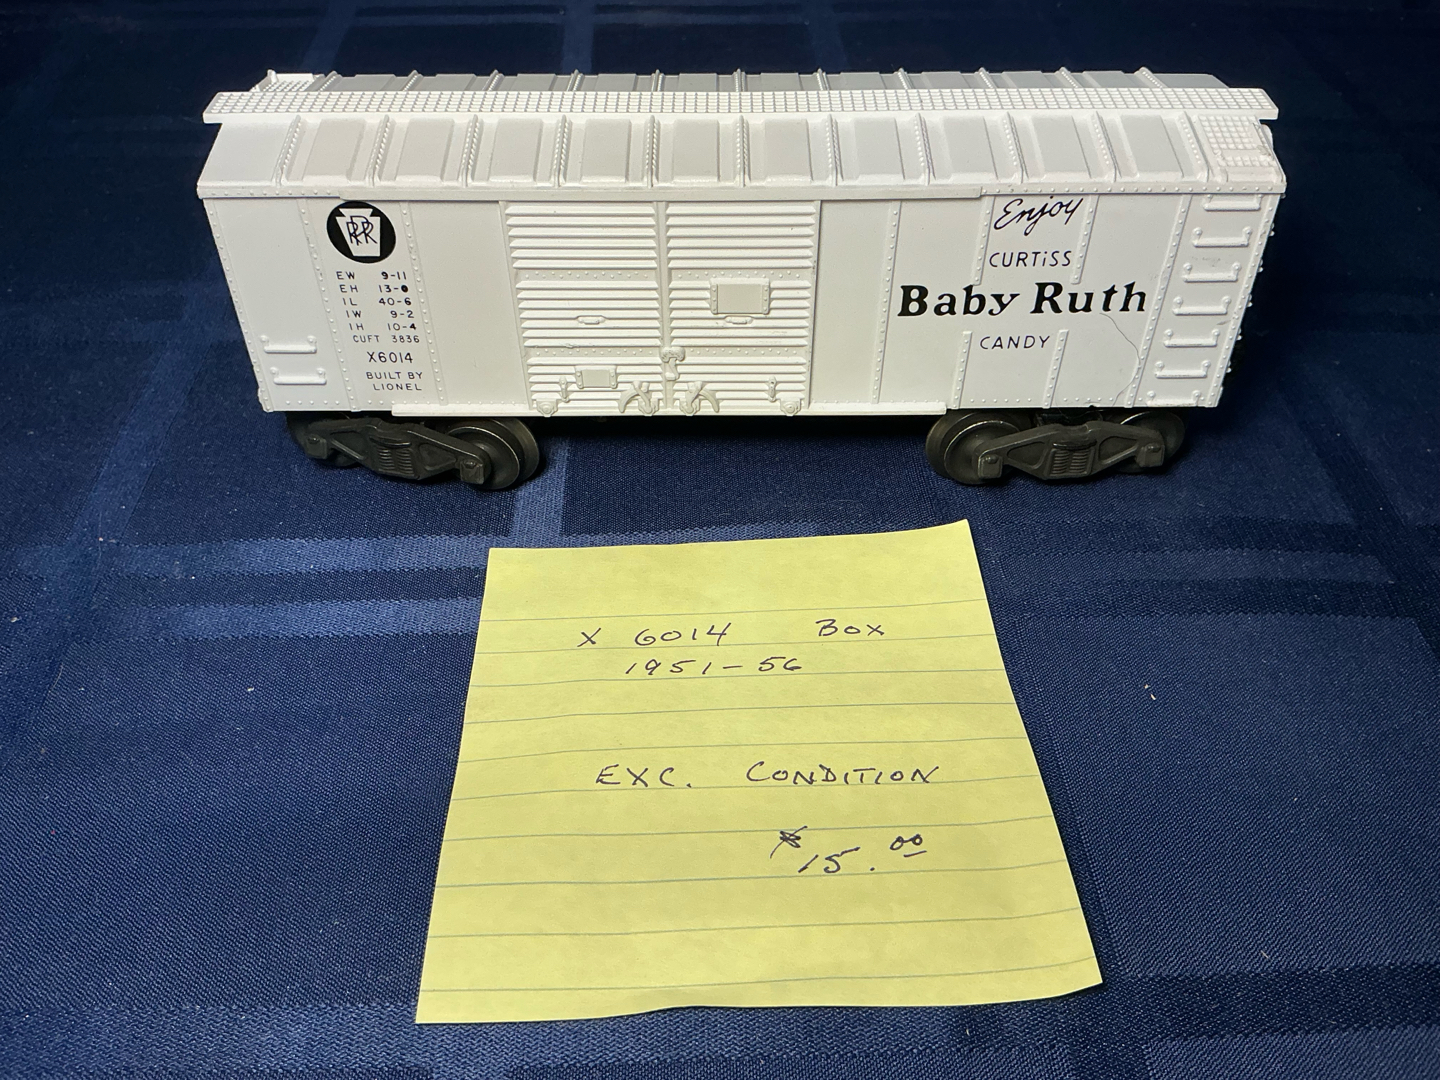 PRR
EW 9-11
EH 13-0
IL 40-6
IW 9-2
IH 10-4
CUFT 3836
X6014
BUILT BY
LIONEL
Enjoy
CURTiSS
Baby Ruth
CANDY
X 6014 BOX
1951-56
EXC. CONDITION
$15.00